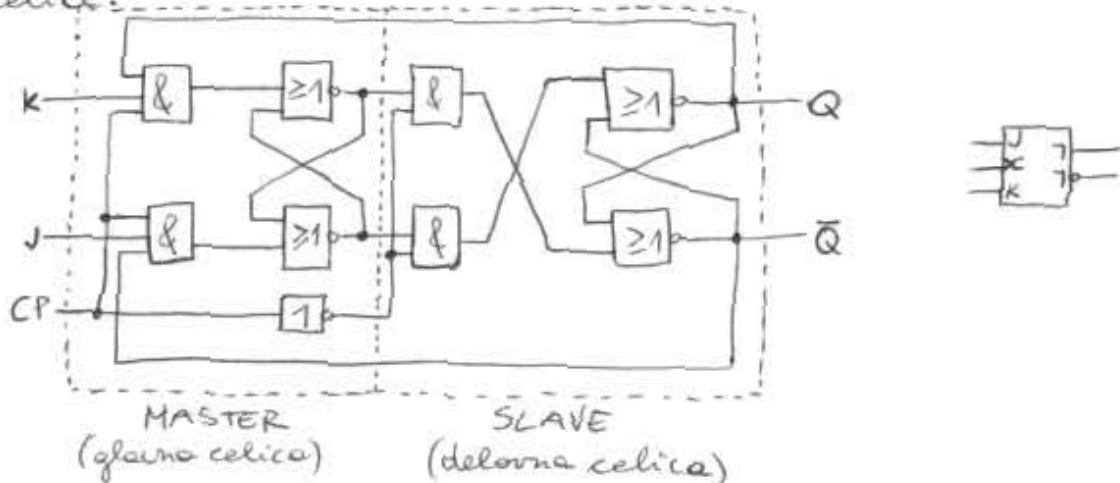 K
&
≥1
&
≥1
Q
J
&
≥1
&
≥1
Q̅
CP
1
J
K
MASTER
SLAVE
(glavna celica)
(delovna celica)